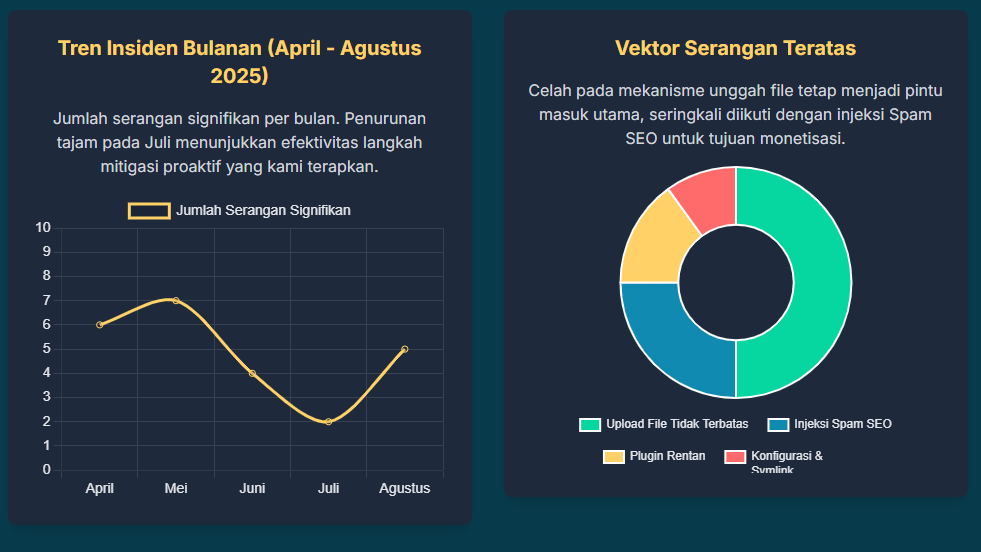 Tren Insiden Bulanan (April - Agustus
2025)
Jumlah serangan signifikan per bulan. Penurunan
tajam pada Juli menunjukkan efektivitas langkah
mitigasi proaktif yang kami terapkan.
Jumlah Serangan Signifikan
10
9
8
7
6
5
4
3
2
1
0
April Mei Juni Juli Agustus
Vektor Serangan Teratas
Celah pada mekanisme unggah file tetap menjadi pintu
masuk utama, seringkali diikuti dengan injeksi Spam
SEO untuk tujuan monetisasi.
Upload File Tidak Terbatas Injeksi Spam SEO
Plugin Rentan Konfigurasi &
Symlink